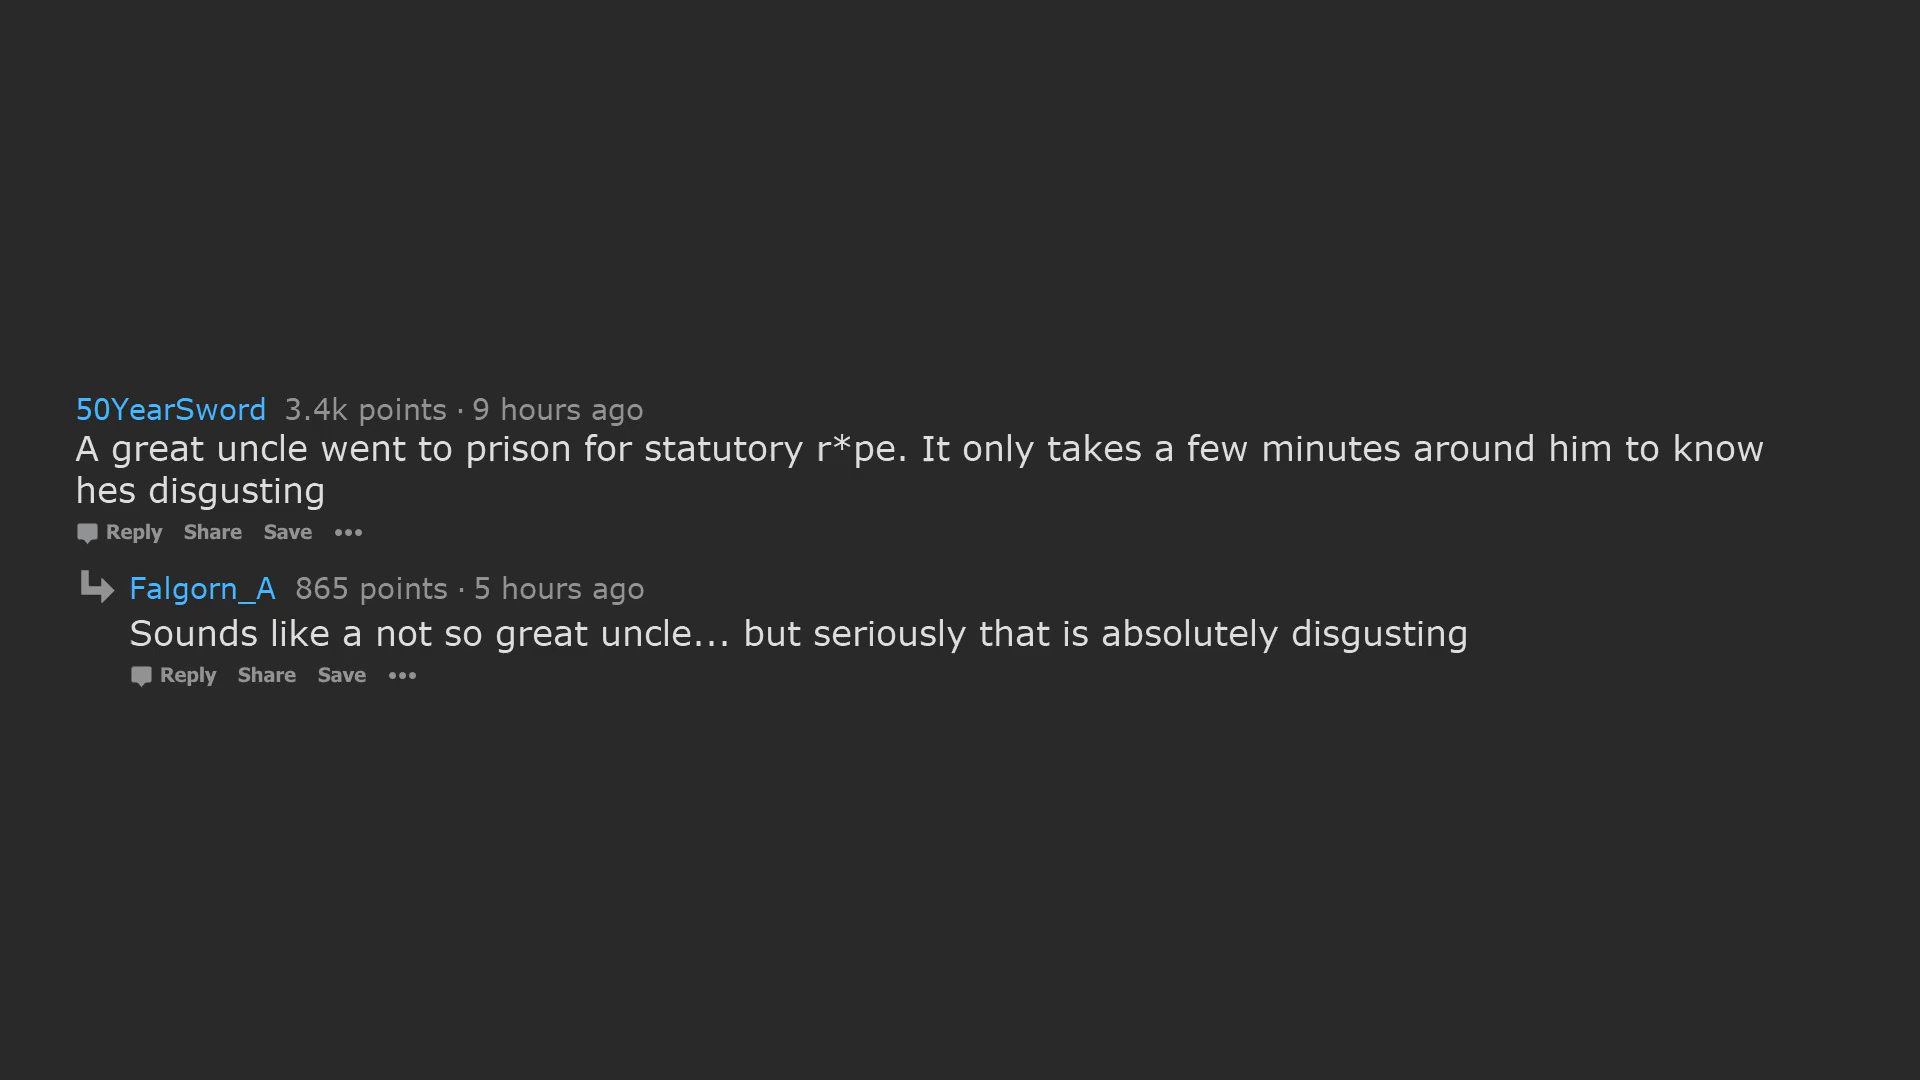 50YearSword 3.4k points · 9 hours ago
A great uncle went to prison for statutory r*pe. It only takes a few minutes around him to know
hes disgusting
Reply Share Save •••
Falgorn_A 865 points · 5 hours ago
Sounds like a not so great uncle... but seriously that is absolutely disgusting
Reply Share Save •••